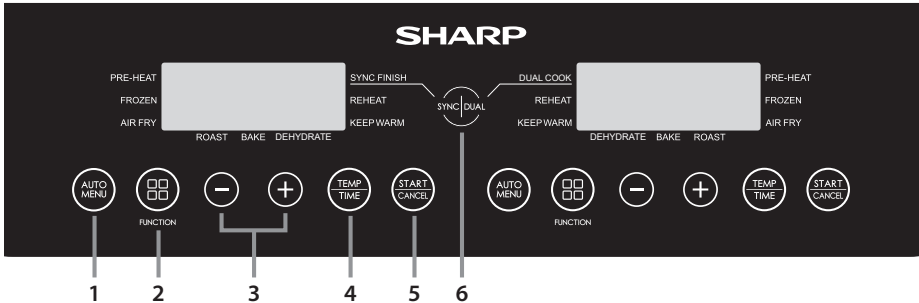 SHARP
PRE-HEAT SYNC FINISH DUAL COOK PRE-HEAT
FROZEN REHEAT SYNC DUAL REHEAT FROZEN
AIR FRY KEEP WARM KEEP WARM AIR FRY
ROAST BAKE DEHYDRATE DEHYDRATE BAKE ROAST
AUTO MENU TEMP TIME START CANCEL AUTO MENU TEMP TIME START CANCEL
FUNCTION FUNCTION
1 2 3 4 5 6